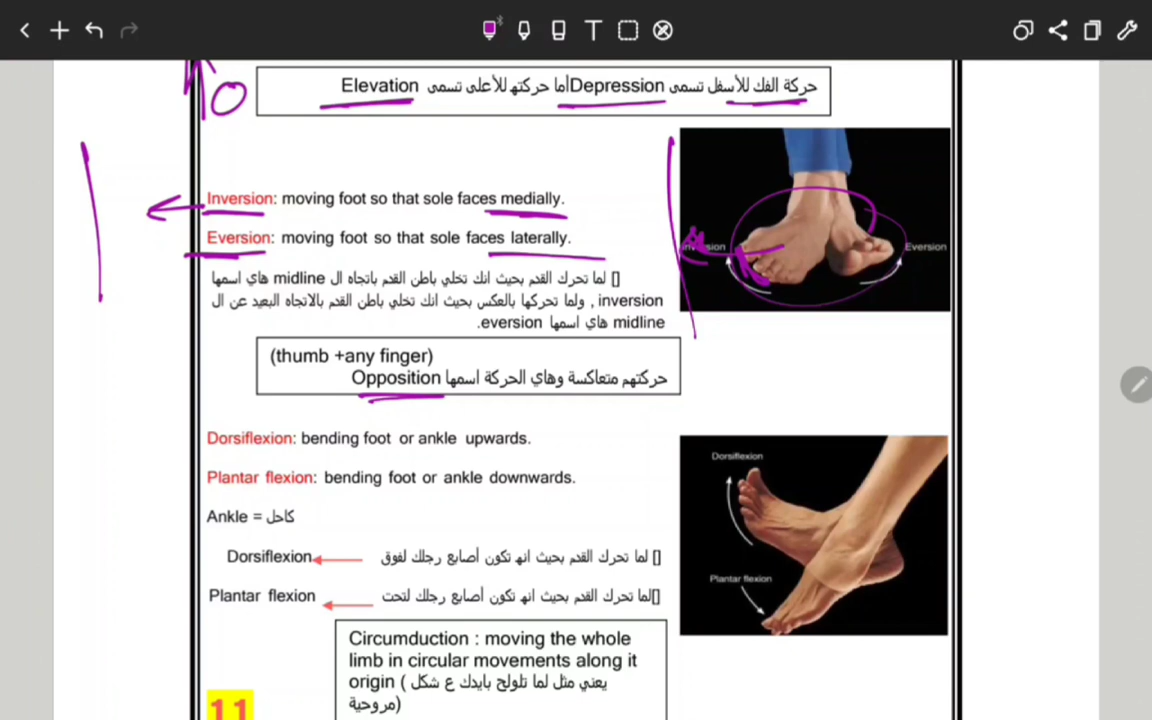 حركة الفك للأسفل تسمى Depression أما حركتها للأعلى تسمى Elevation
Inversion: moving foot so that sole faces medially.
Eversion: moving foot so that sole faces laterally.
Eversion
[] لما تحرك القدم بحيث انك تخلي باطن القدم باتجاه ال midline هاي اسمها
inversion , ولما تحركها بالعكس بحيث انك تخلي باطن القدم بالاتجاه البعيد عن ال
midline هاي اسمها eversion.
(thumb +any finger)
حركتهم متعاكسة وهاي الحركة اسمها Opposition
Dorsiflexion: bending foot or ankle upwards.
Plantar flexion: bending foot or ankle downwards.
Ankle = كاحل
[] لما تحرك القدم بحيث انه تكون أصابع رجلك لفوق Dorsiflexion
[]لما تحرك القدم بحيث انه تكون أصابع رجلك لتحت Plantar flexion
Dorsiflexion
Plantar flexion
Circumduction : moving the whole
limb in circular movements along it
origin ( يعني مثل لما تلولح بايدك ع شكل
مروحية)
11